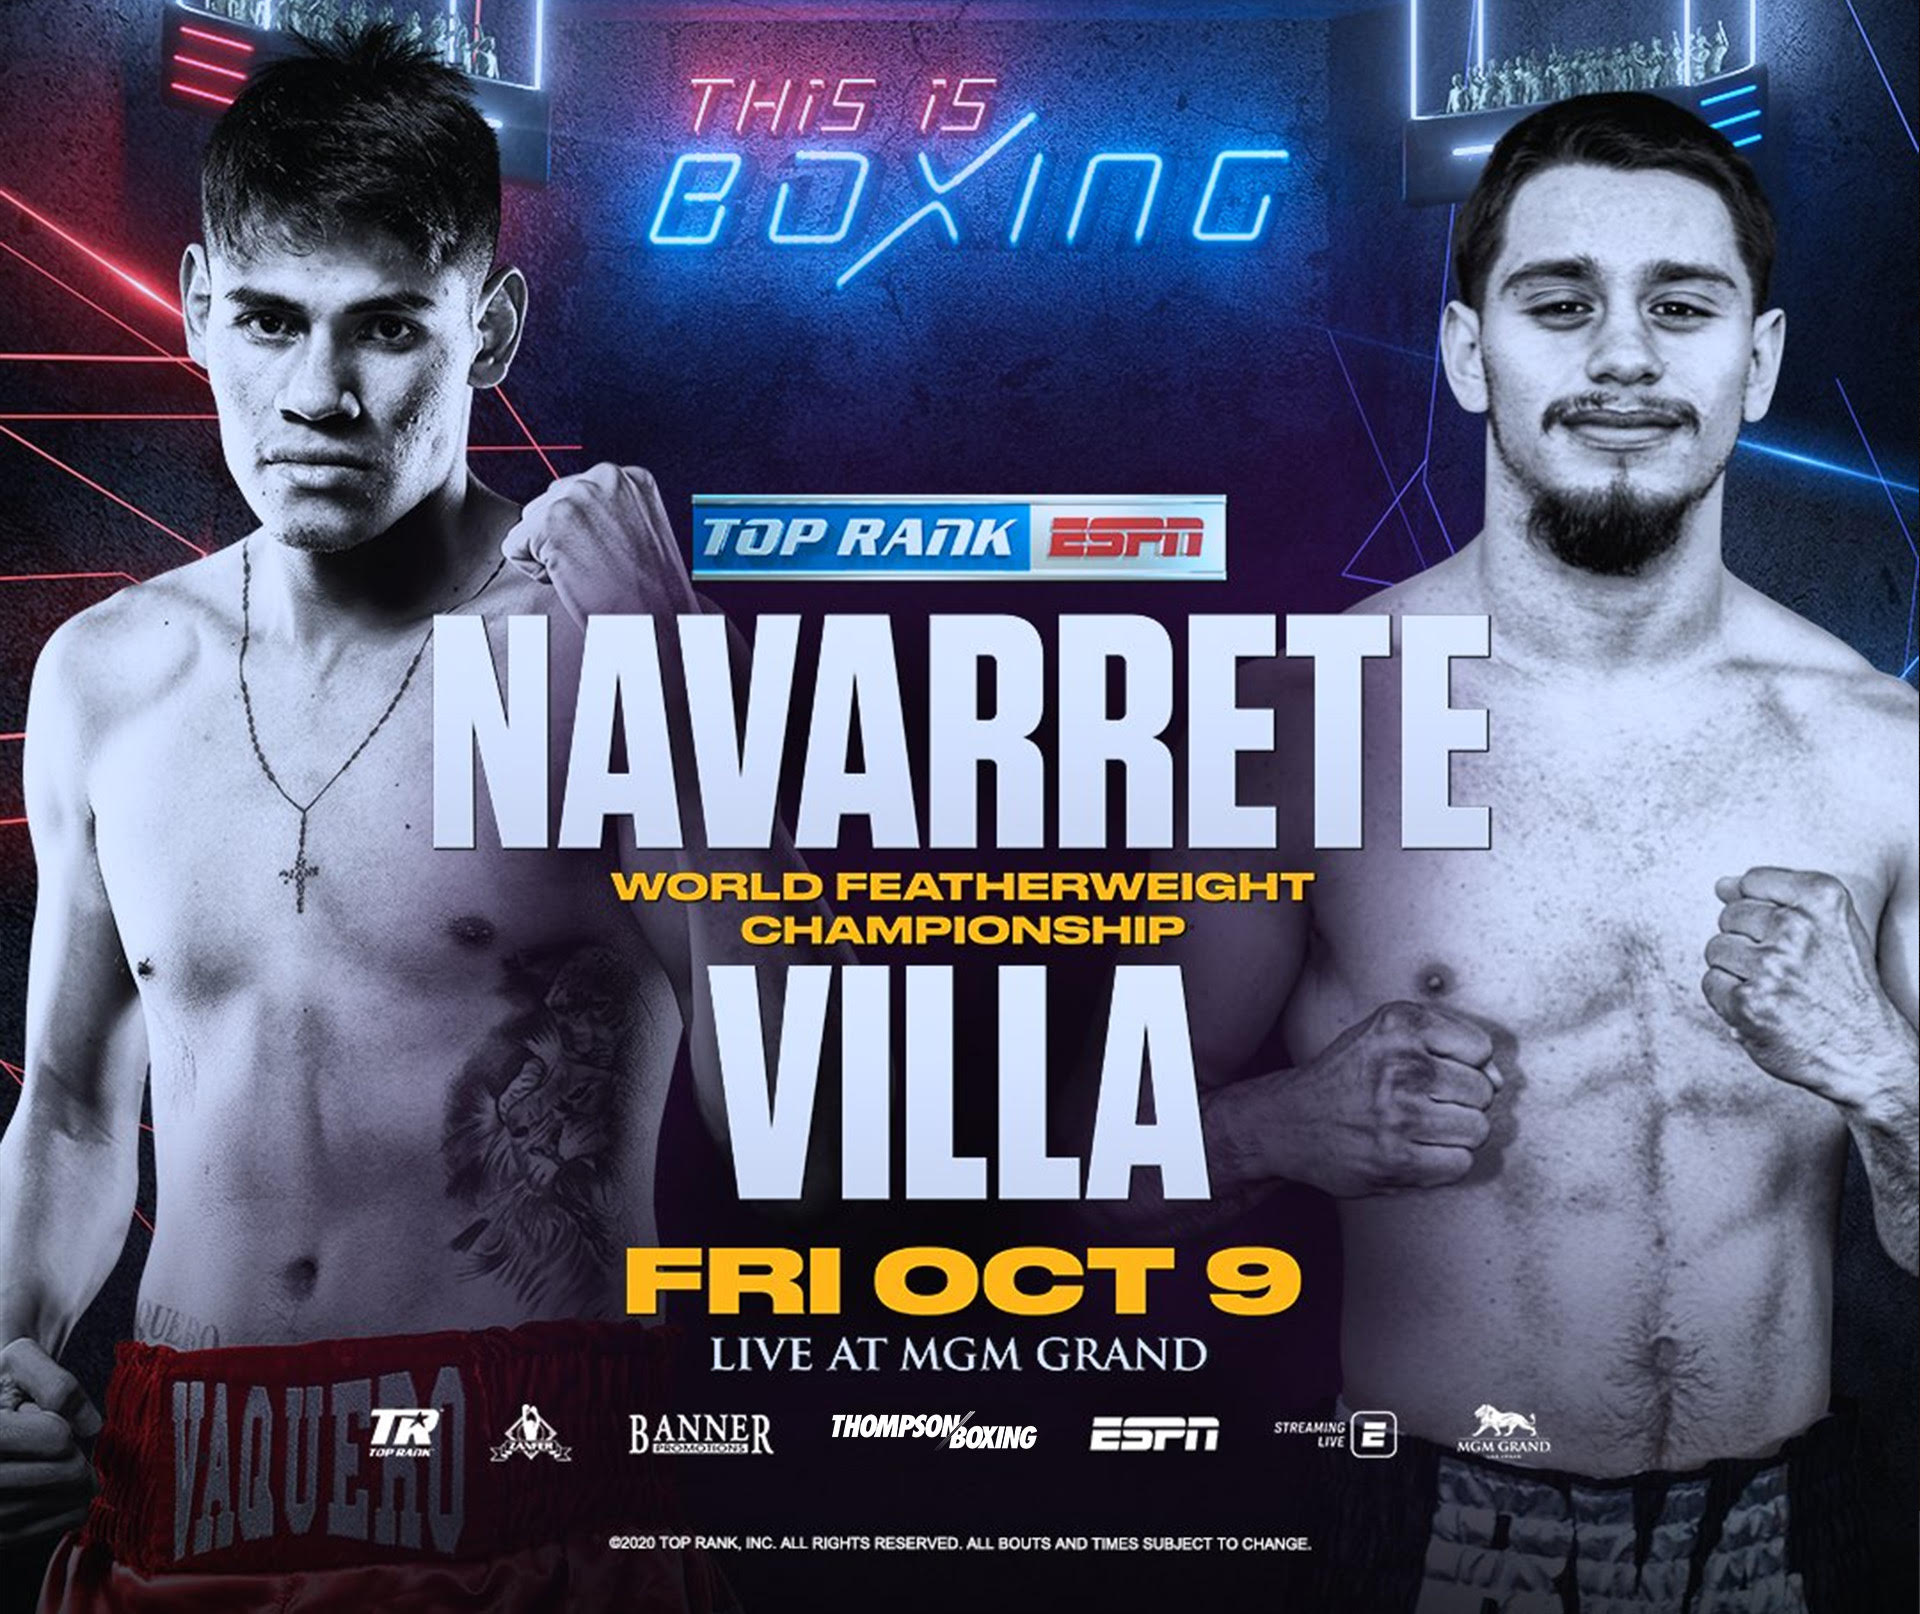 THiS iS
BOXING
TOP RANK ESPN
NAVARRETE
WORLD FEATHERWEIGHT
CHAMPIONSHIP
VILLA
FRI OCT 9
LIVE AT MGM GRAND
QUERO
VAQUERO
TR
TOP RANK
ZANFER
BANNER
PROMOTIONS
THOMPSON
BOXING
ESPN
STREAMING
LIVE
E
MGM GRAND
©2020 TOP RANK, INC. ALL RIGHTS RESERVED. ALL BOUTS AND TIMES SUBJECT TO CHANGE.